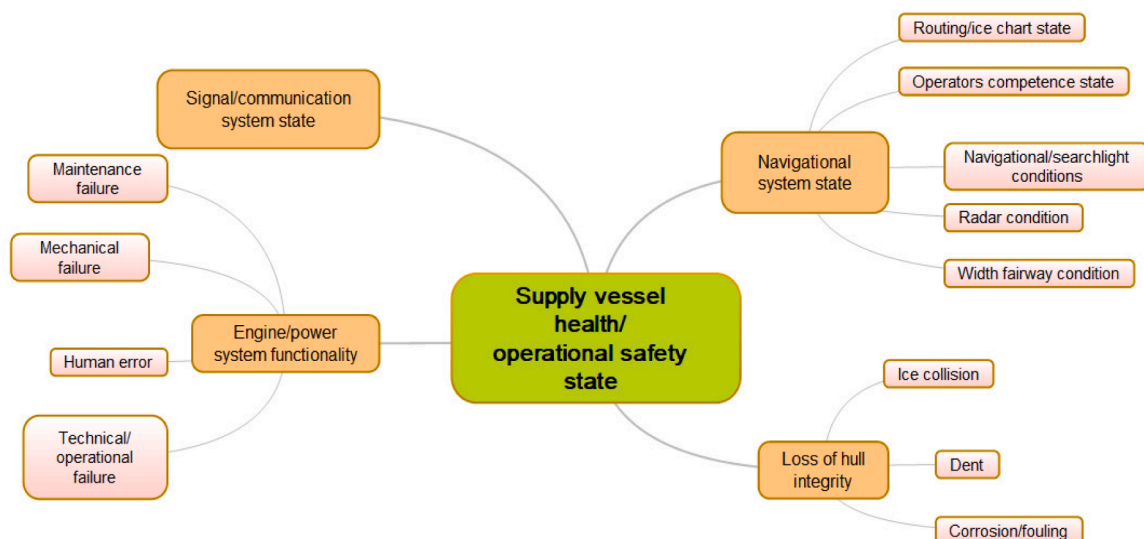 Routing/ice chart state
Operators competence state
Signal/communication
system state
Navigational
system state
Navigational/searchlight
conditions
Maintenance
failure
Radar condition
Mechanical
failure
Width fairway condition
Supply vessel
health/
operational safety
state
Engine/power
system functionality
Human error
Ice collision
Technical/
operational
failure
Loss of hull
integrity
Dent
Corrosion/fouling